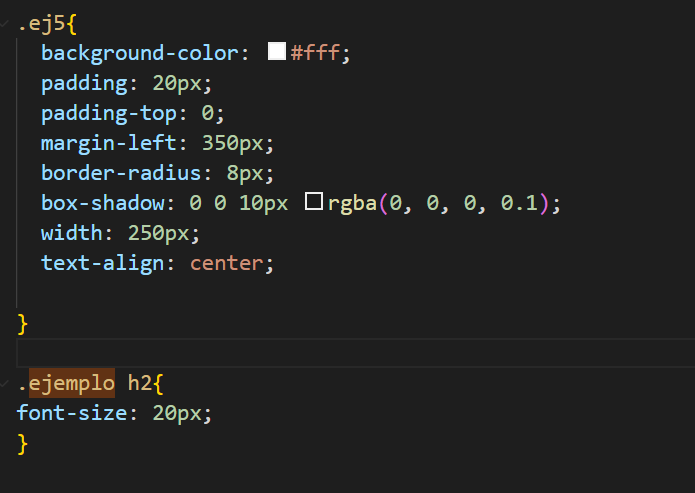 .ej5{
background-color: #fff;
padding: 20px;
padding-top: 0;
margin-left: 350px;
border-radius: 8px;
box-shadow: 0 0 10px rgba(0, 0, 0, 0.1);
width: 250px;
text-align: center;
}
.ejemplo h2{
font-size: 20px;
}